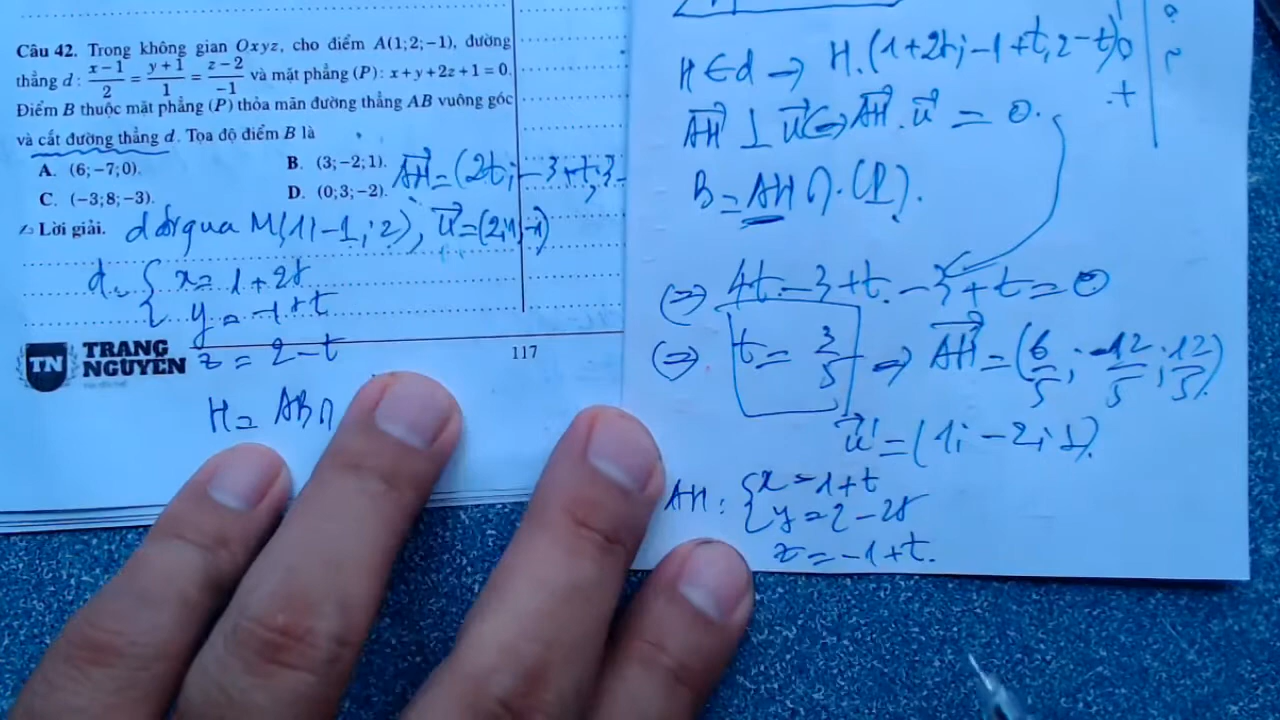 Câu 42. Trong không gian Oxyz, cho điểm A(1;2;−1), đường
thẳng d : (x−1)/2 = (y+1)/1 = (z−2)/−1 và mặt phẳng (P): x+y+2z+1=0.
Điểm B thuộc mặt phẳng (P) thỏa mãn đường thẳng AB vuông góc
và cắt đường thẳng d. Tọa độ điểm B là
A. (6;−7;0).
B. (3;−2;1).
C. (−3;8;−3).
D. (0;3;−2).
AH→=(2t; −3+t; 3−
Lời giải.
d đi qua M(1;−1;2), u→=(2;1;−1)
d: { x=1+2t
y=−1+t
z=2−t
TN TRANG NGUYEN
117
H= AB∩
H∈d → H.(1+2t; −1+t; 2−t)
+
AH→ ⊥ u→ ⇔ AH→.u→ = 0.
B=AH∩.(P).
⇔ 4t−3+t.−3+t=0
⇔ t=3/5 ⇒ AH→=(6/5; −12/5; −12/5)
u'→=(1;−2;1).
AH: { x=1+t
y=2−2t
z=−1+t.